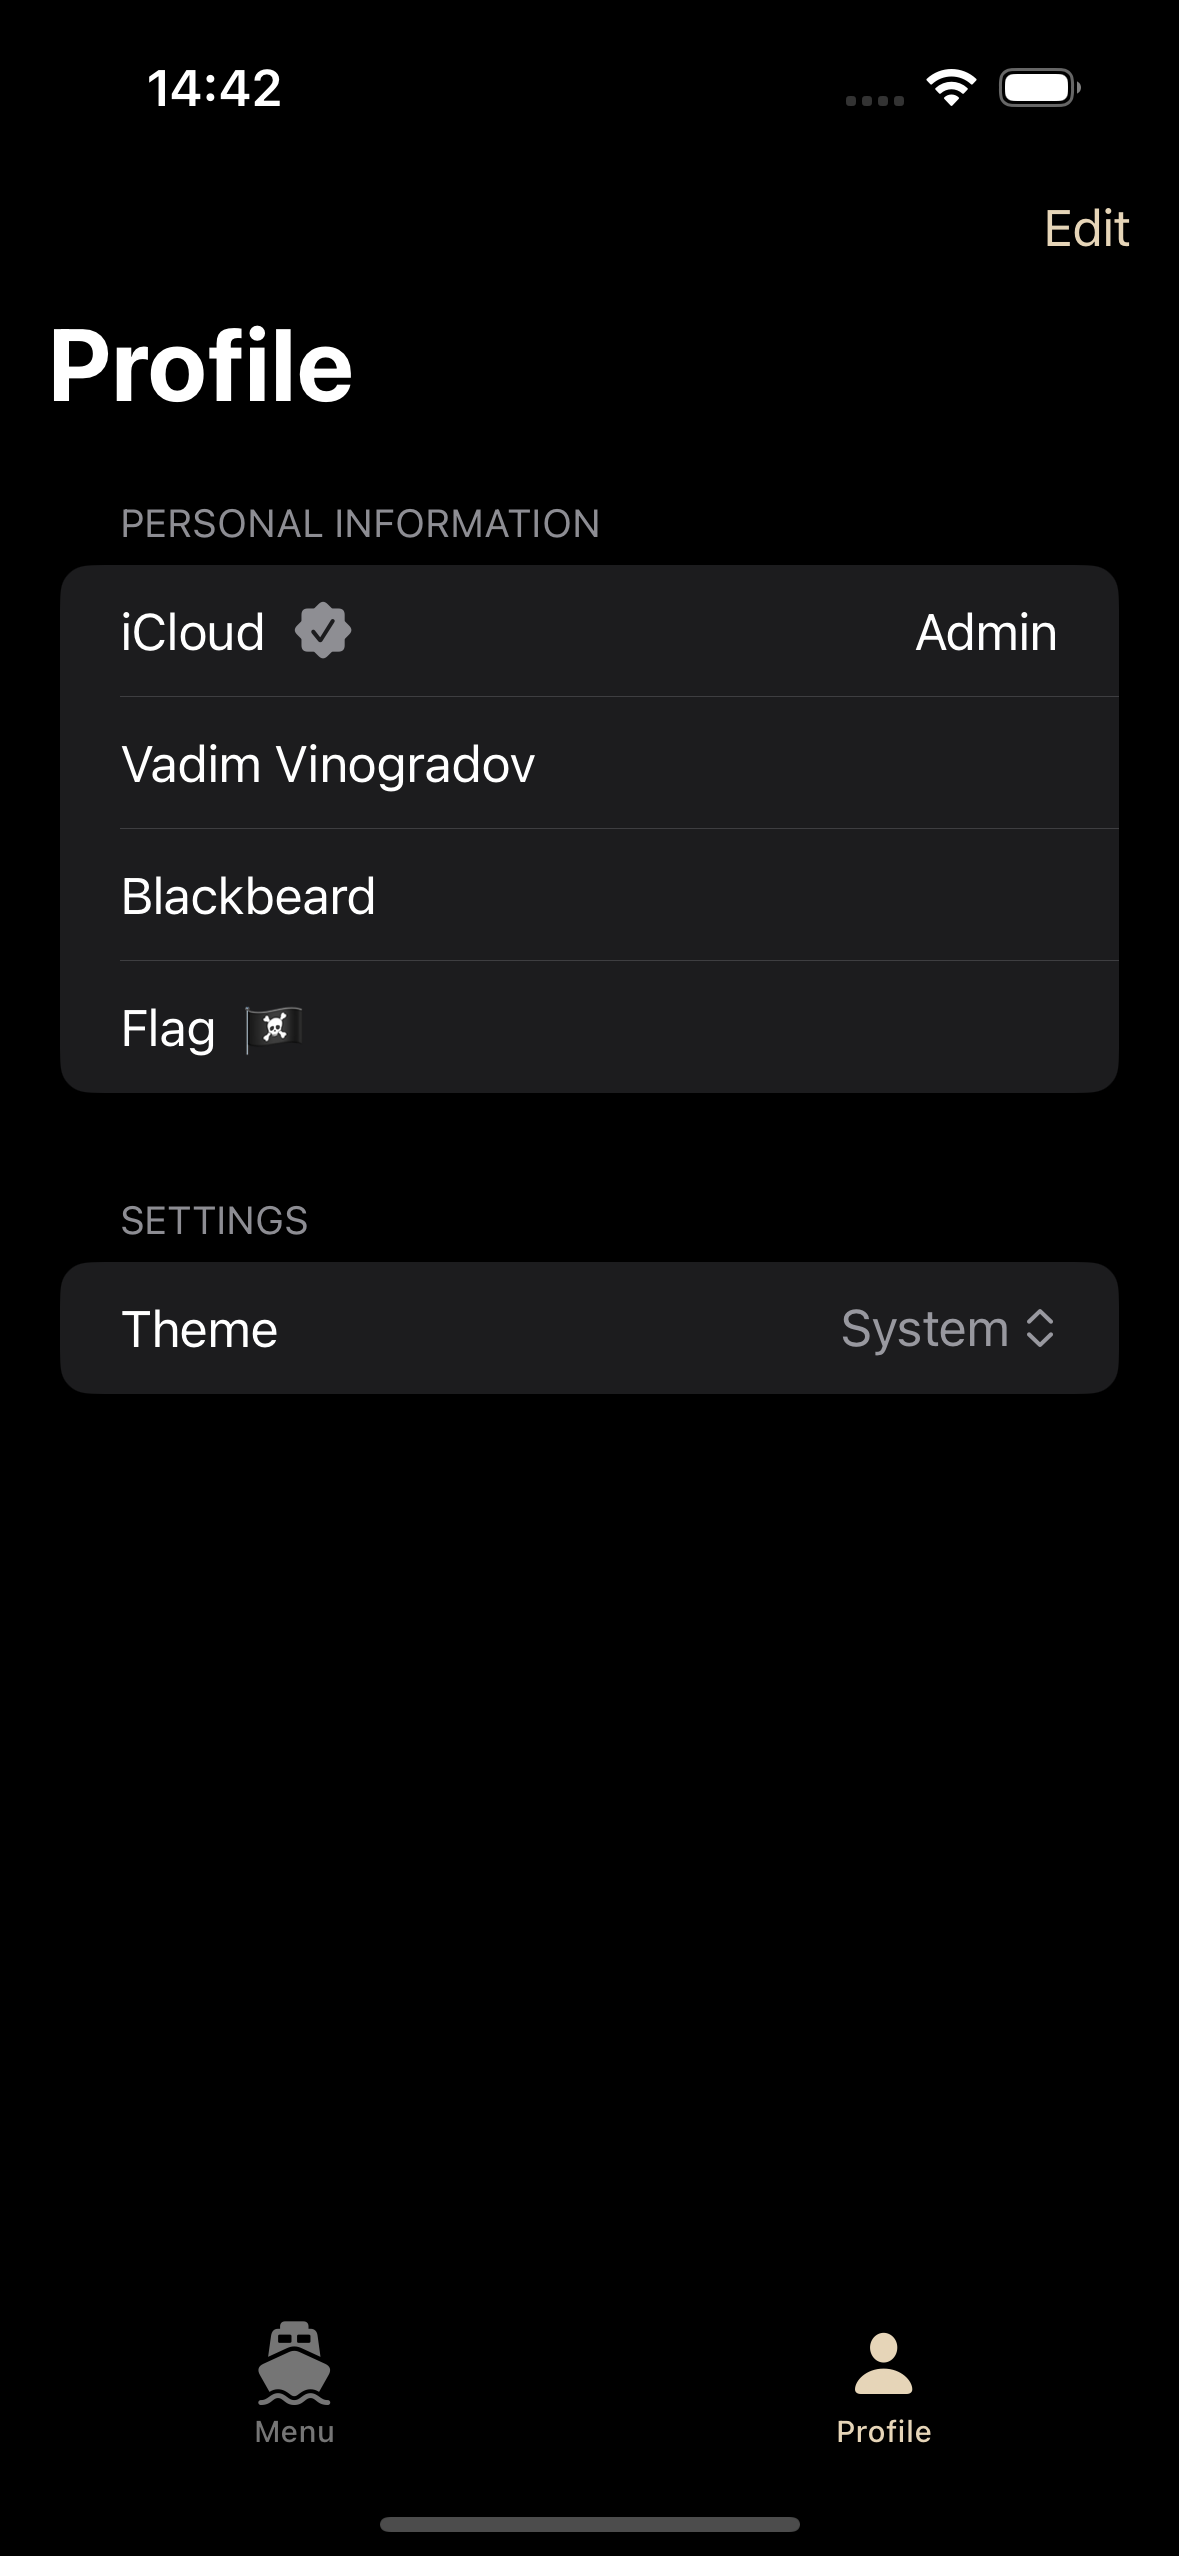 14:42
Edit
Profile
PERSONAL INFORMATION
iCloud Admin
Vadim Vinogradov
Blackbeard
Flag 🏴‍☠️
SETTINGS
Theme System
Menu Profile